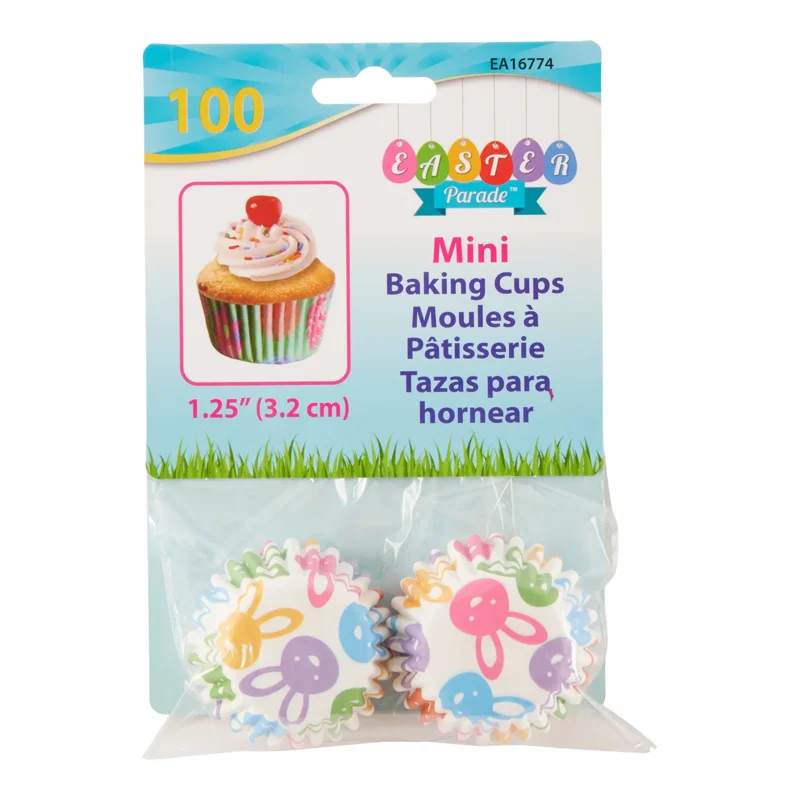 EA16774
100
EASTER
Parade™
Mini
Baking Cups
Moules à
Pâtisserie
Tazas para
hornear
1.25” (3.2 cm)